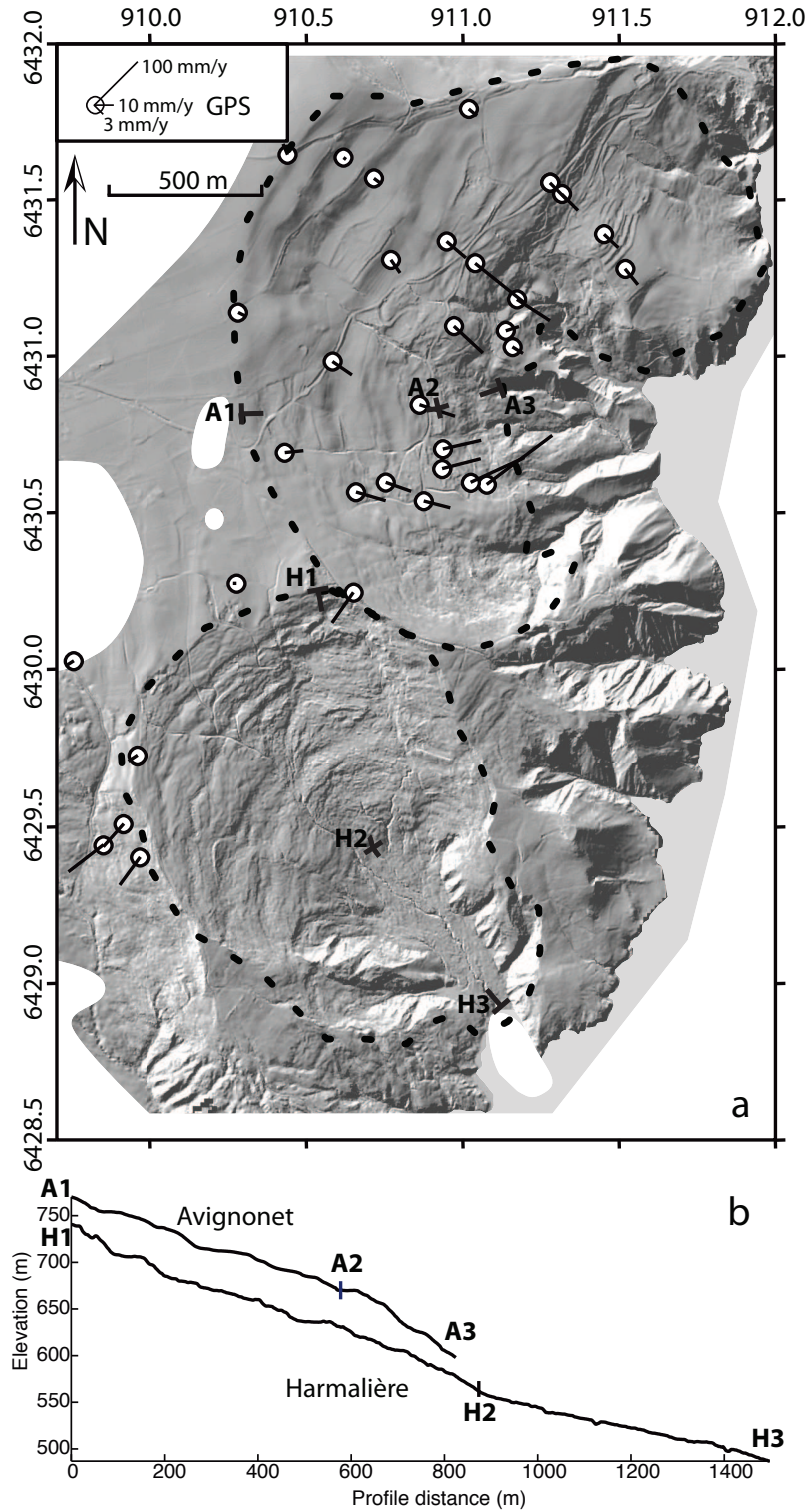 910.0 910.5 911.0 911.5 912.0
6432.0
6431.5
6431.0
6430.5
6430.0
6429.5
6429.0
6428.5
100 mm/y
10 mm/y GPS
3 mm/y
500 m
N
A1
A2
A3
H1
H2
H3
a
b
A1
H1
Avignonet
A2
A3
Harmalière
H2
H3
Elevation (m)
750
700
650
600
550
500
0 200 400 600 800 1000 1200 1400
Profile distance (m)